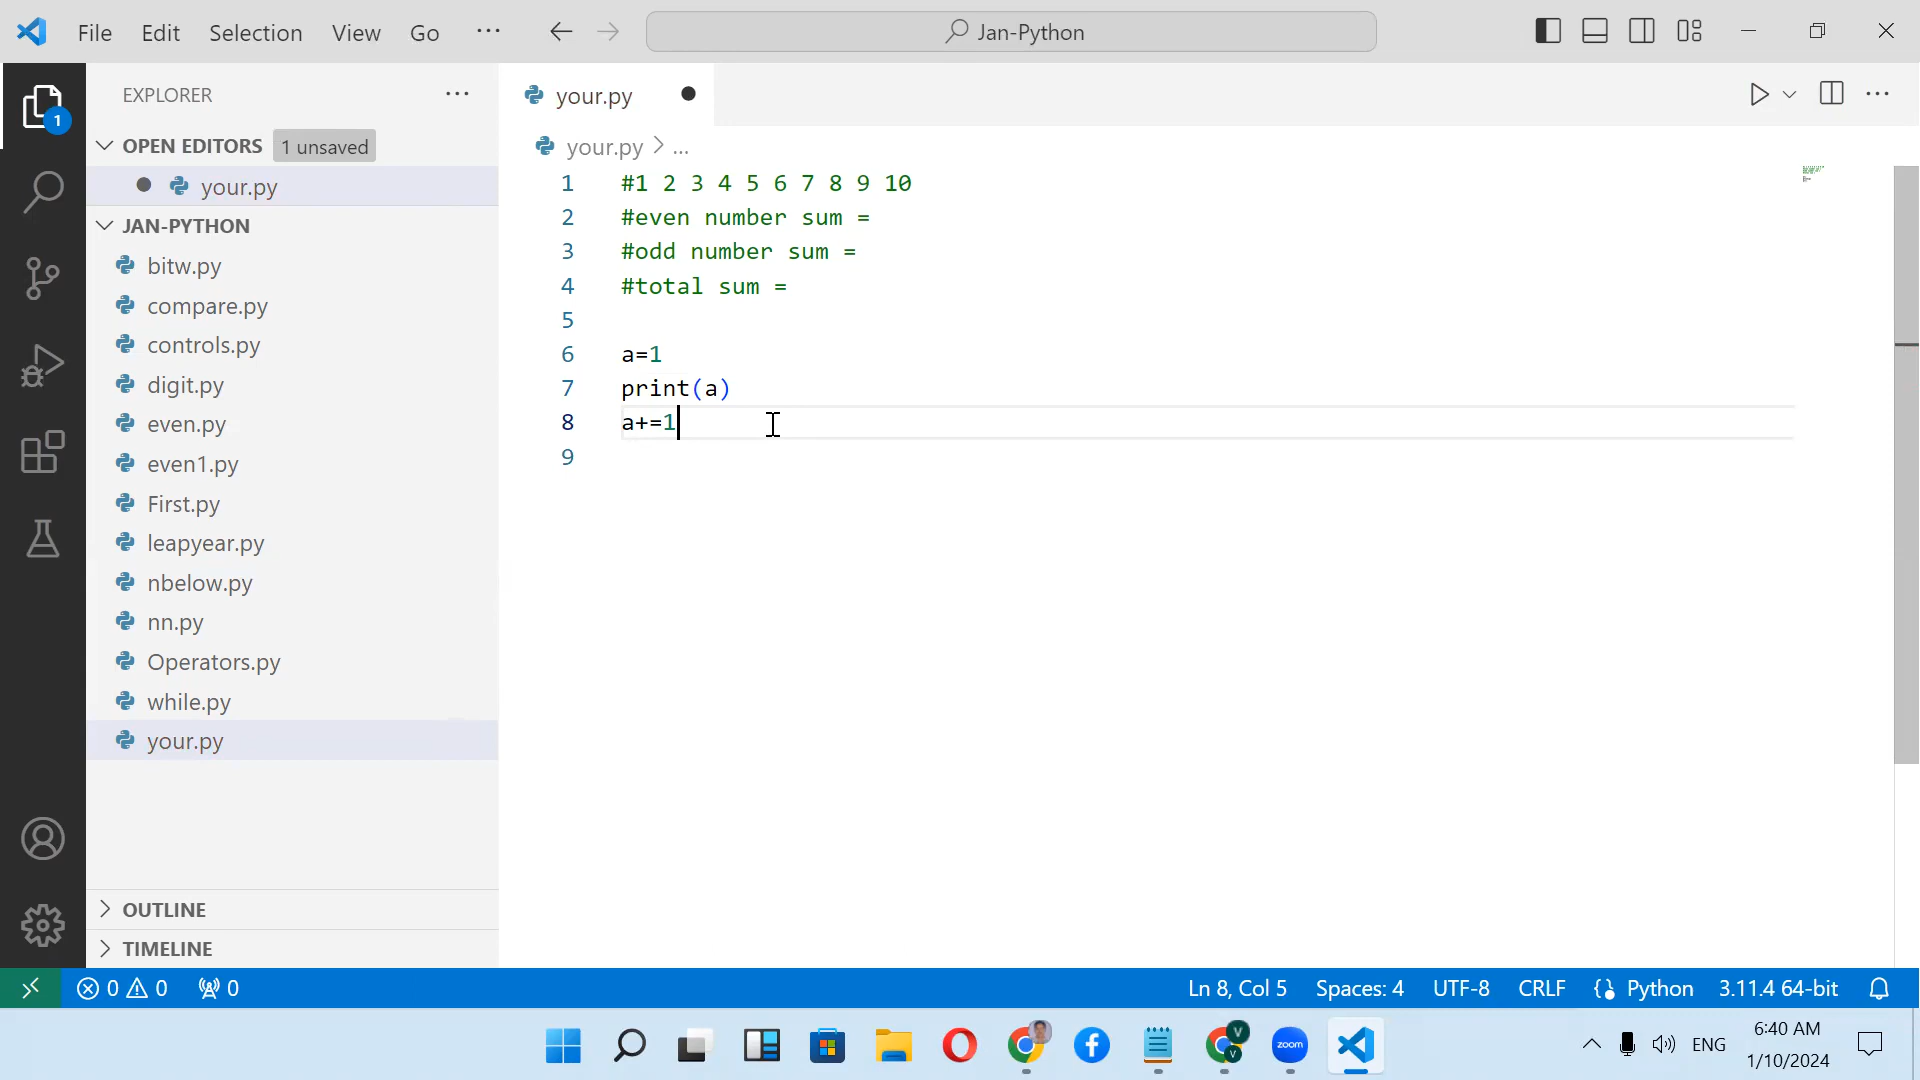 File Edit Selection View Go ... Jan-Python
EXPLORER ...
OPEN EDITORS 1 unsaved
your.py
JAN-PYTHON
bitw.py
compare.py
controls.py
digit.py
even.py
even1.py
First.py
leapyear.py
nbelow.py
nn.py
Operators.py
while.py
your.py
OUTLINE
TIMELINE
1
your.py
your.py > ...
1 #1 2 3 4 5 6 7 8 9 10
2 #even number sum =
3 #odd number sum =
4 #total sum =
5
6 a=1
7 print(a)
8 a+=1
9
0 0 0 Ln 8, Col 5 Spaces: 4 UTF-8 CRLF Python 3.11.4 64-bit
V V zoom ENG 6:40 AM
1/10/2024